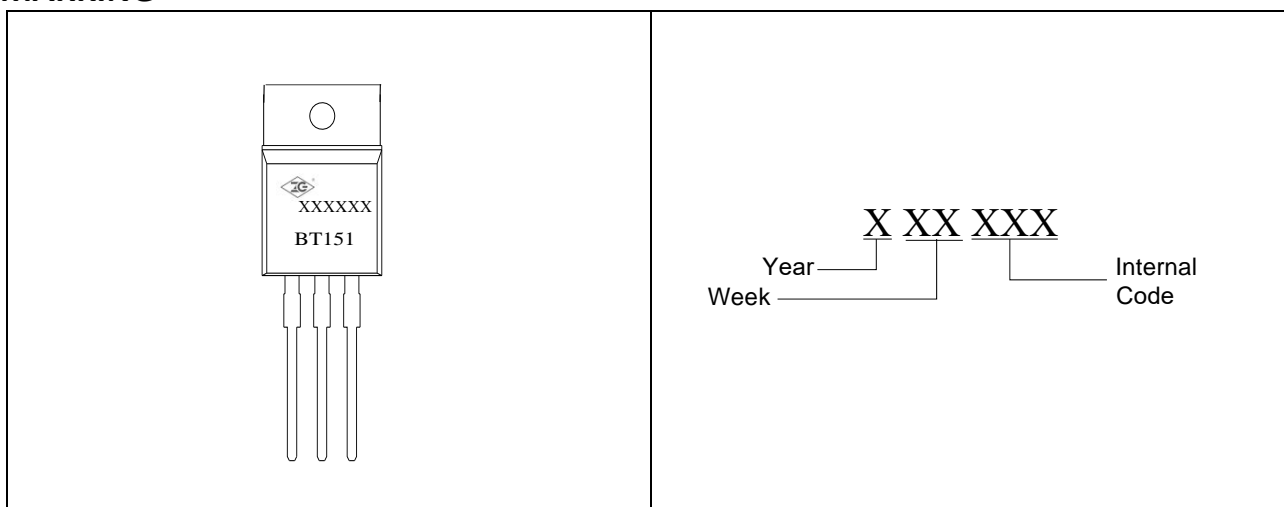 XXXXXX
BT151
X XX XXX
Year
Week
Internal
Code